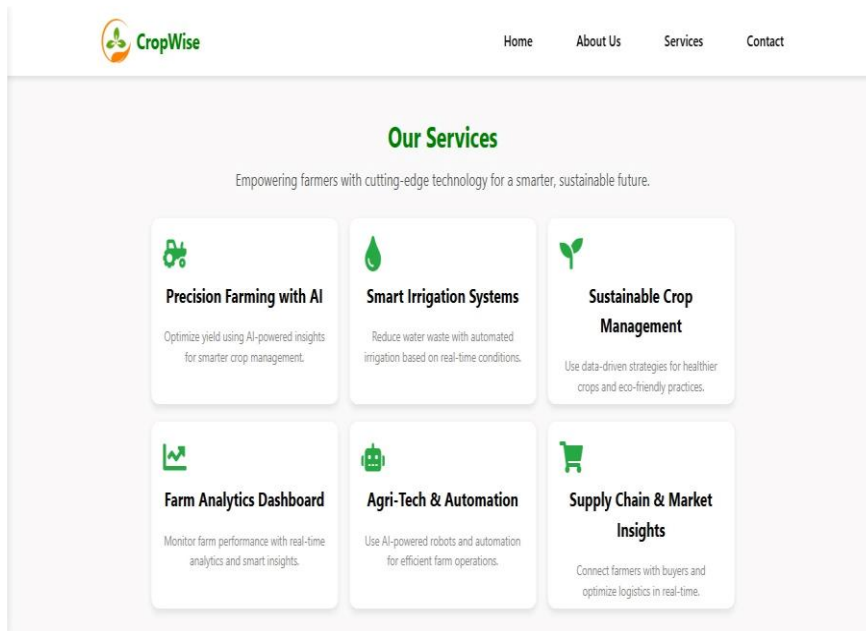 CropWise
Home About Us Services Contact
Our Services
Empowering farmers with cutting-edge technology for a smarter, sustainable future.
Precision Farming with AI
Optimize yield using AI-powered insights
for smarter crop management.
Smart Irrigation Systems
Reduce water waste with automated
irrigation based on real-time conditions.
Sustainable Crop
Management
Use data-driven strategies for healthier
crops and eco-friendly practices.
Farm Analytics Dashboard
Monitor farm performance with real-time
analytics and smart insights.
Agri-Tech & Automation
Use AI-powered robots and automation
for efficient farm operations.
Supply Chain & Market
Insights
Connect farmers with buyers and
optimize logistics in real-time.